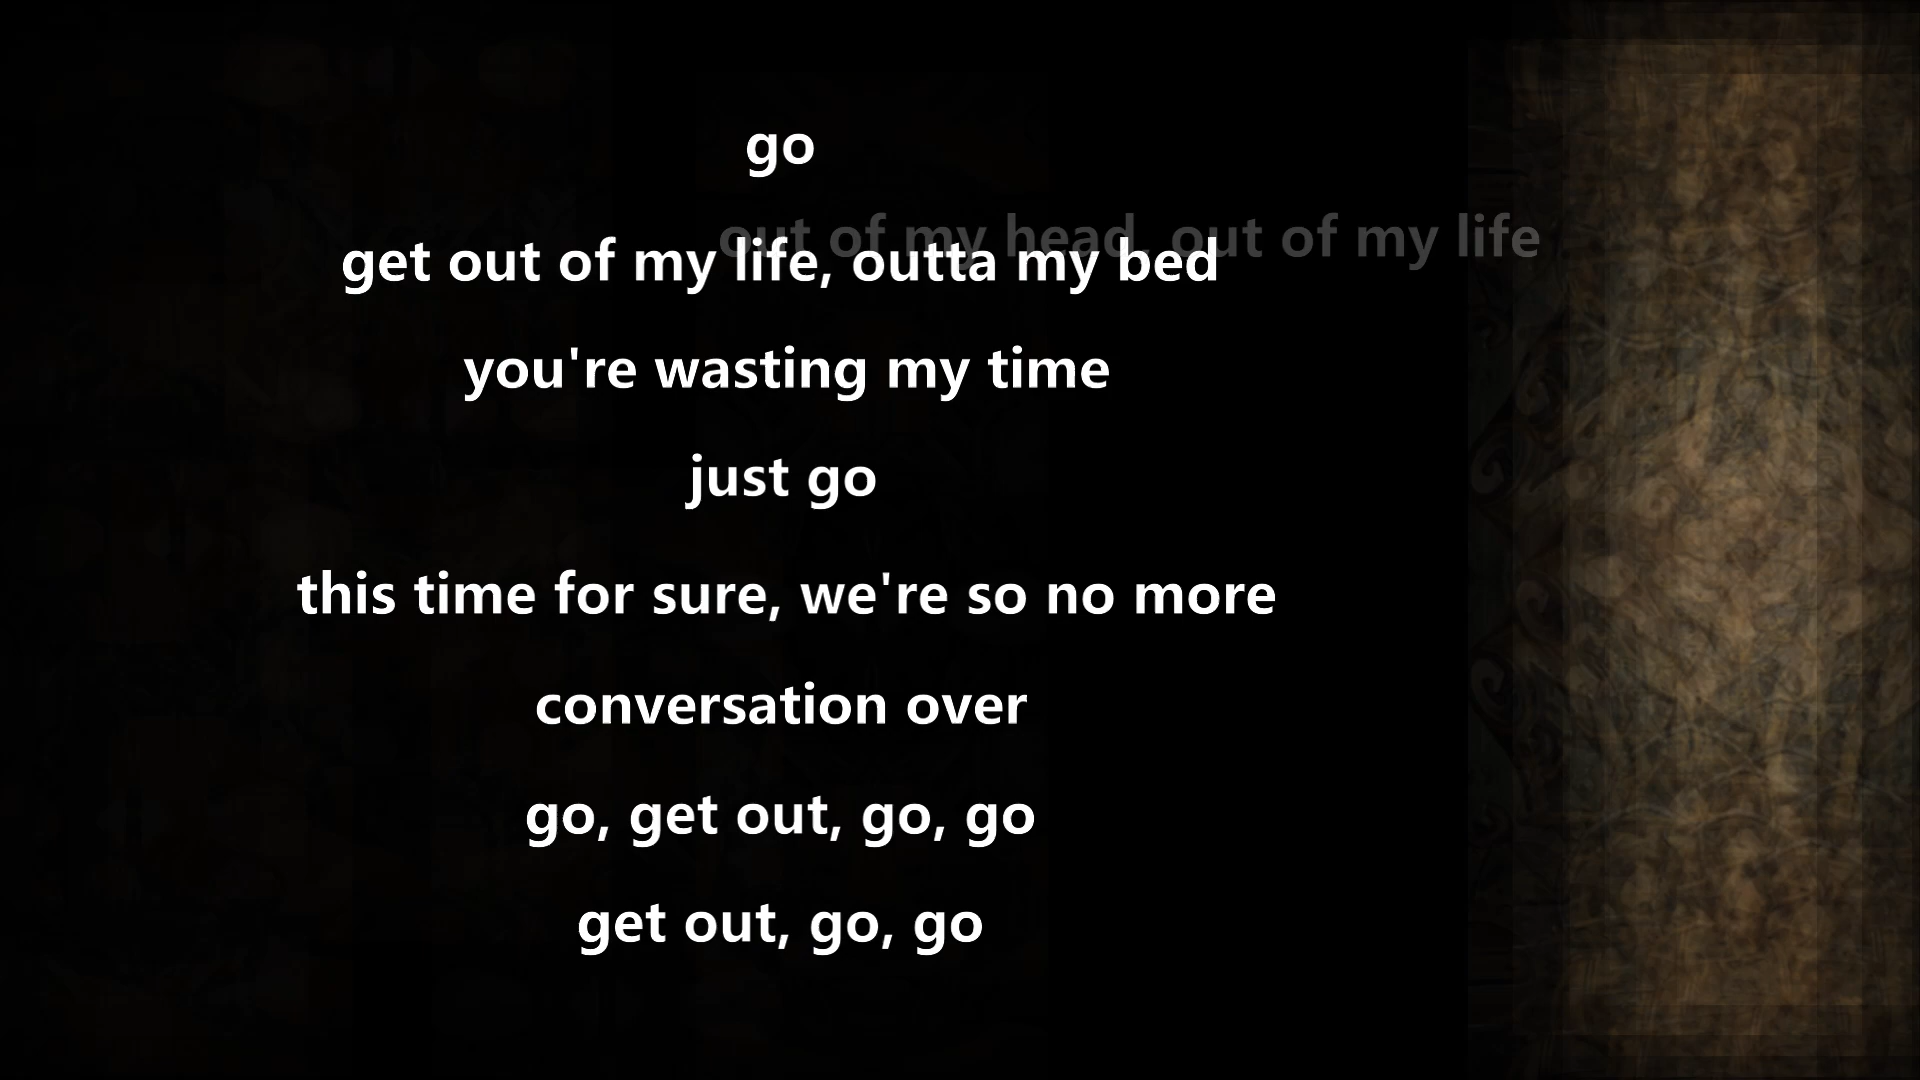 go
out of my head, out of my life
get out of my life, outta my bed
you're wasting my time
just go
this time for sure, we're so no more
conversation over
go, get out, go, go
get out, go, go